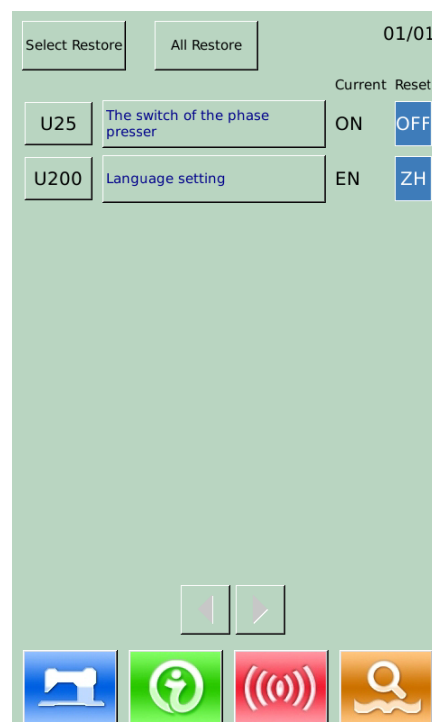 Select Restore
All Restore
01/01
Current Reset
U25
The switch of the phase
presser
ON
OFF
U200
Language setting
EN
ZH